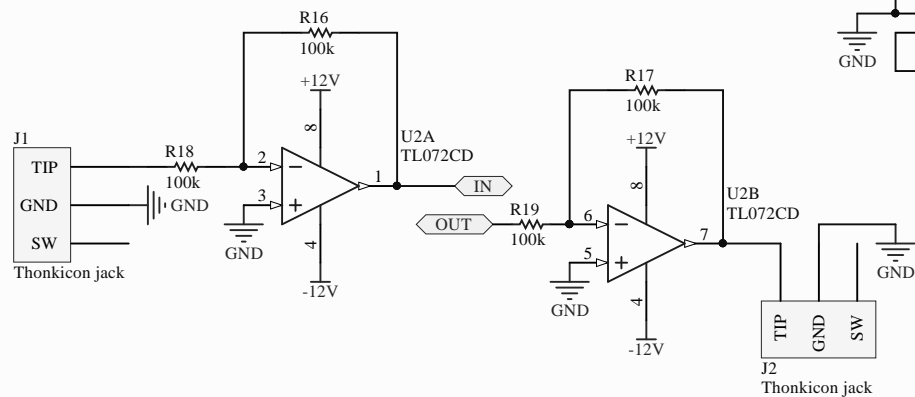 R16
100k
+12V
8
J1
TIP
GND
SW
Thonkicon jack
R18
100k
GND
2
3
1
U2A
TL072CD
GND
4
-12V
IN
OUT
R19
100k
R17
100k
+12V
8
6
5
7
U2B
TL072CD
GND
4
-12V
GND
GND
TIP
GND
SW
J2
Thonkicon jack